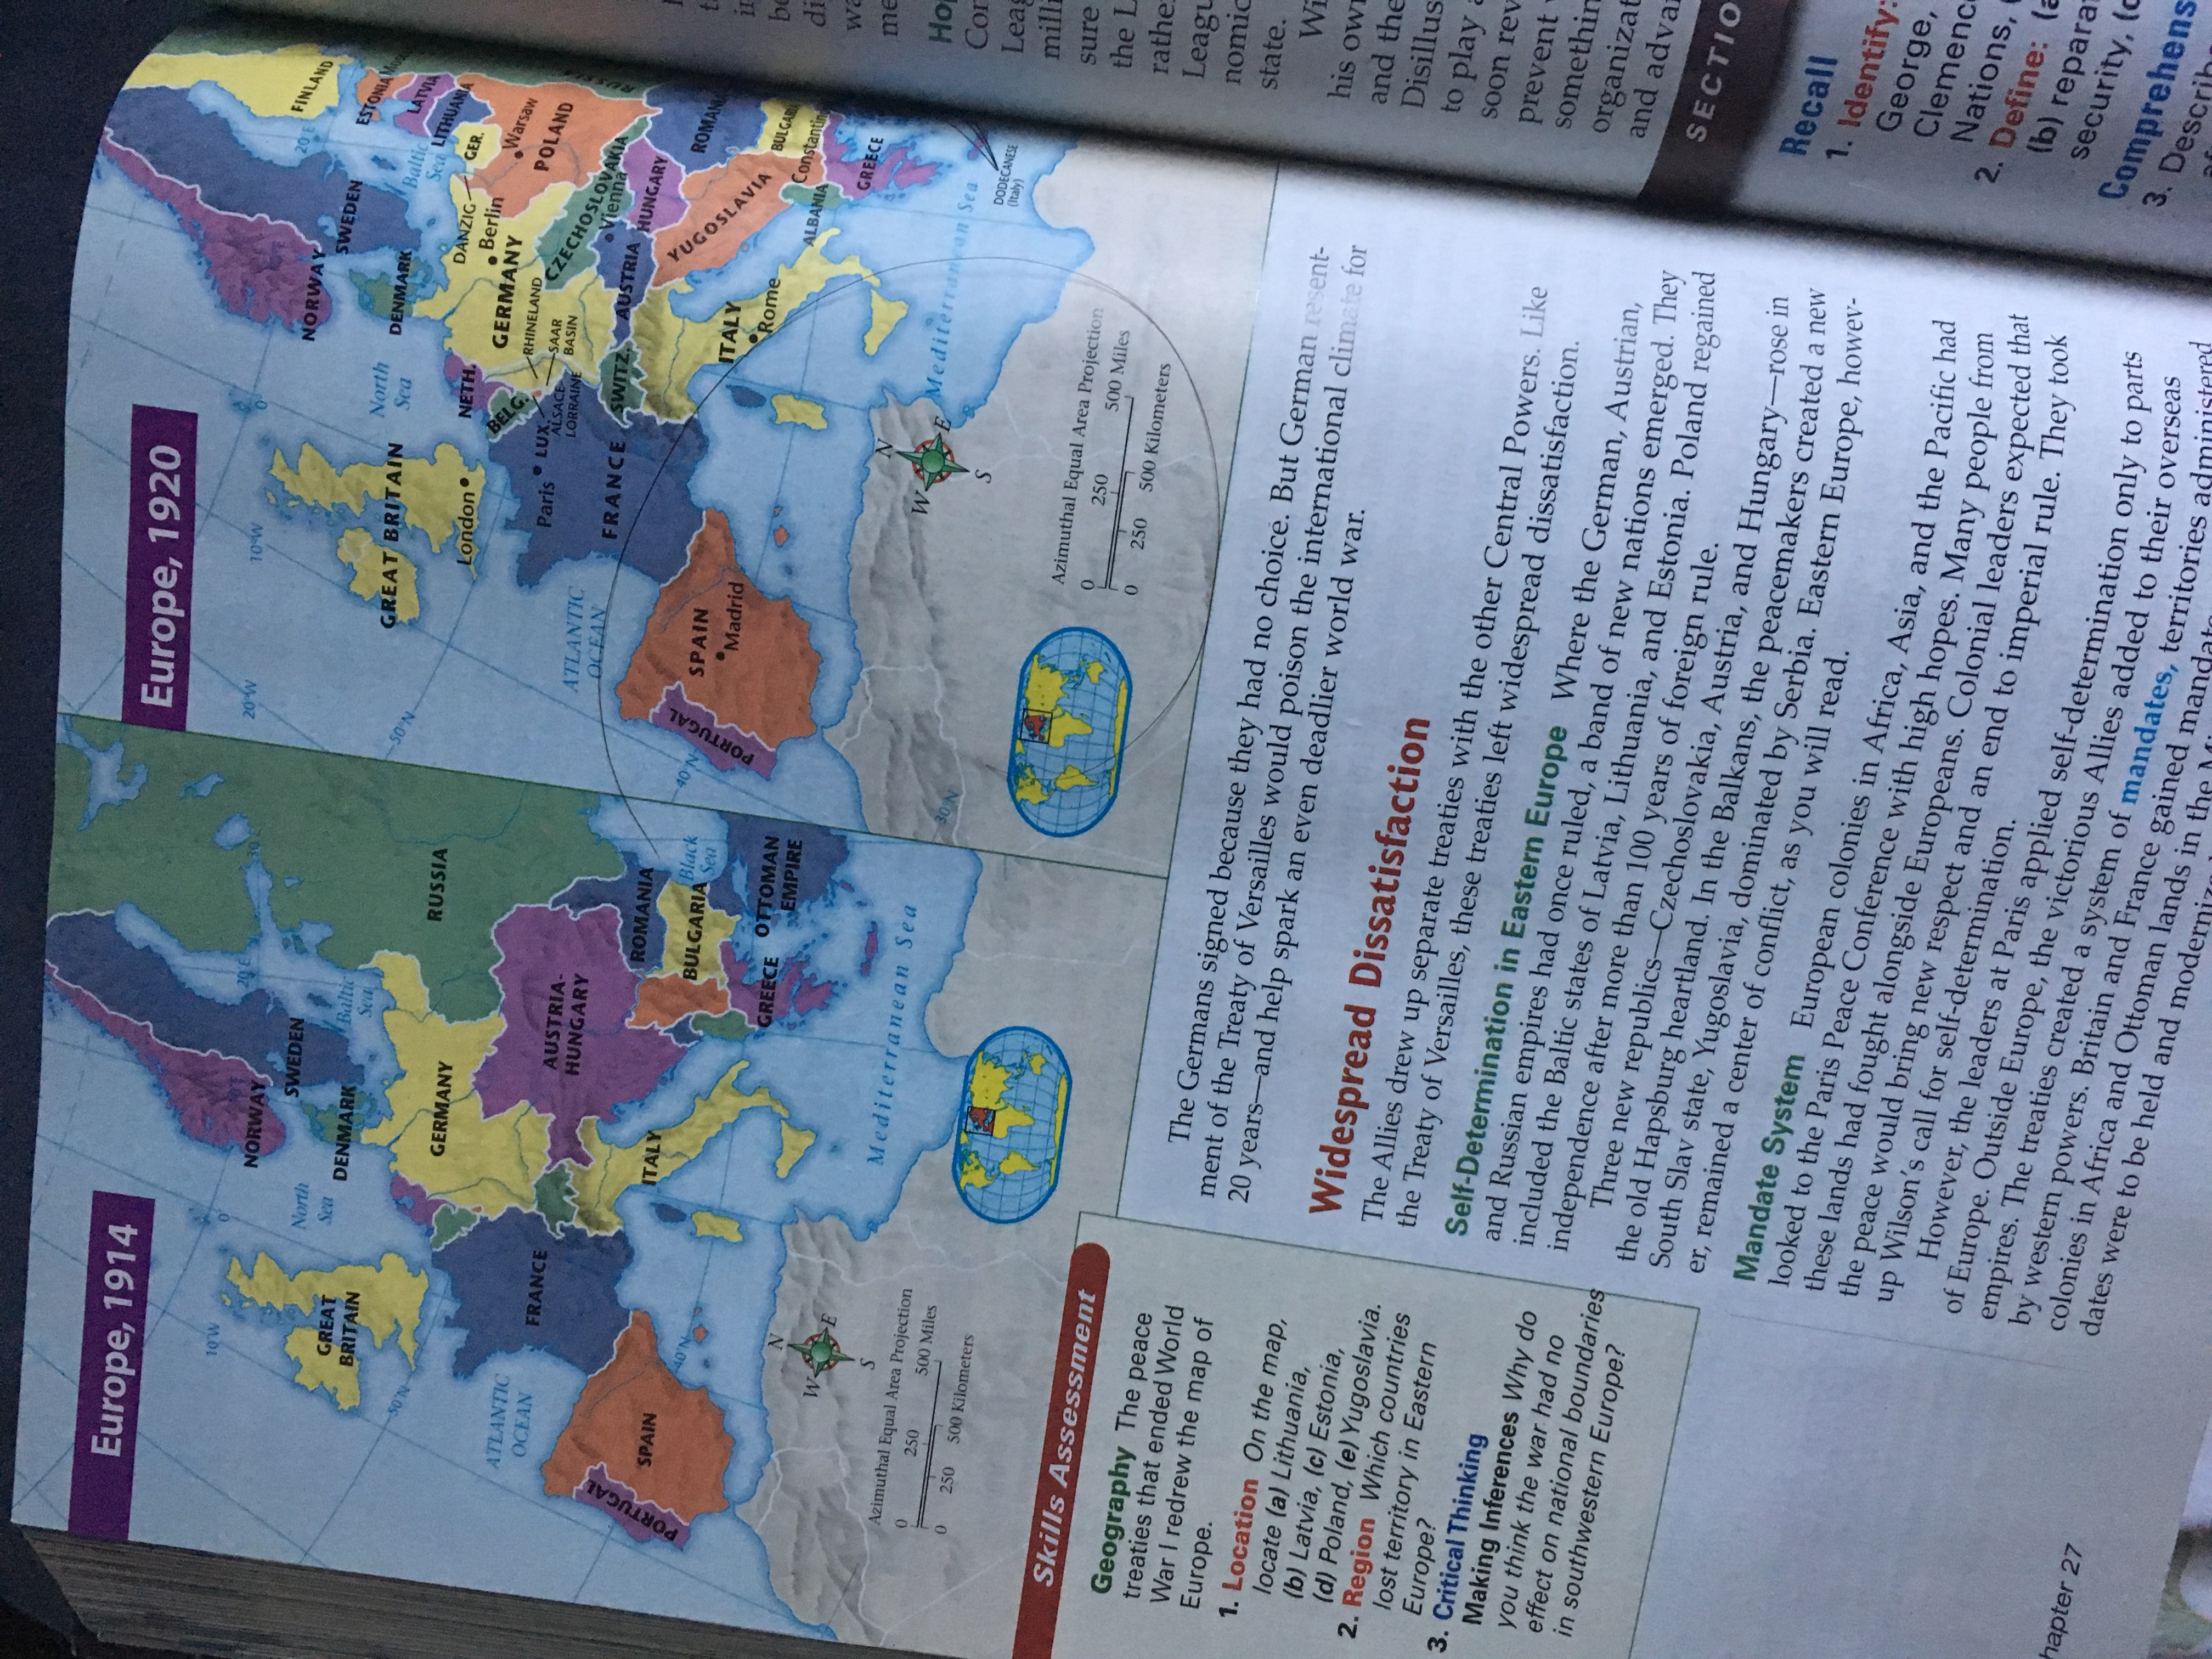 Europe, 1914
10°W
0°
10°E
20°E
30°E
NORWAY
SWEDEN
North
Sea
GREAT
BRITAIN
DENMARK
Baltic
Sea
50°N
GERMANY
RUSSIA
ATLANTIC
OCEAN
FRANCE
AUSTRIA-
HUNGARY
PORTUGAL
SPAIN
ITALY
ROMANIA
40°N
BULGARIA
Black
Sea
GREECE
OTTOMAN
EMPIRE
N
W
E
S
Mediterranean Sea
Azimuthal Equal Area Projection
0 250 500 Miles
0 250 500 Kilometers
Europe, 1920
20°W
10°W
0°
20°E
NORWAY
SWEDEN
FINLAND
ESTONIA
LATVIA
LITHUANIA
North
Sea
GREAT BRITAIN
DENMARK
Baltic
Sea
50°N
London
NETH.
DANZIG
GER.
Berlin
GERMANY
Warsaw
POLAND
BELG.
RHINELAND
Paris
LUX.
SAAR
BASIN
ALSACE-
LORRAINE
CZECHOSLOVAKIA
ATLANTIC
OCEAN
FRANCE
SWITZ.
AUSTRIA
Vienna
HUNGARY
40°N
PORTUGAL
SPAIN
Madrid
ITALY
Rome
YUGOSLAVIA
ROMAN
BULGAR
ALBANIA
Constantin
GREECE
N
W
E
S
Mediterranean Sea
30°N
DODECANESE
(Italy)
Azimuthal Equal Area Projection
0 250 500 Miles
0 250 500 Kilometers
Skills Assessment
Geography The peace
treaties that ended World
War I redrew the map of
Europe.
1. Location On the map,
locate (a) Lithuania,
(b) Latvia, (c) Estonia,
(d) Poland, (e) Yugoslavia.
2. Region Which countries
lost territory in Eastern
Europe?
3. Critical Thinking
Making Inferences Why do
you think the war had no
effect on national boundaries
in southwestern Europe?
hapter 27
The Germans signed because they had no choice. But German resent-
ment of the Treaty of Versailles would poison the international climate for
20 years—and help spark an even deadlier world war.
Widespread Dissatisfaction
The Allies drew up separate treaties with the other Central Powers. Like
the Treaty of Versailles, these treaties left widespread dissatisfaction.
Self-Determination in Eastern Europe Where the German, Austrian,
and Russian empires had once ruled, a band of new nations emerged. They
included the Baltic states of Latvia, Lithuania, and Estonia. Poland regained
independence after more than 100 years of foreign rule.
Three new republics—Czechoslovakia, Austria, and Hungary—rose in
the old Hapsburg heartland. In the Balkans, the peacemakers created a new
South Slav state, Yugoslavia, dominated by Serbia. Eastern Europe, howev-
er, remained a center of conflict, as you will read.
Mandate System European colonies in Africa, Asia, and the Pacific had
looked to the Paris Peace Conference with high hopes. Many people from
these lands had fought alongside Europeans. Colonial leaders expected that
the peace would bring new respect and an end to imperial rule. They took
up Wilson's call for self-determination.
However, the leaders at Paris applied self-determination only to parts
of Europe. Outside Europe, the victorious Allies added to their overseas
empires. The treaties created a system of mandates, territories administered
by western powers. Britain and France gained mandat
colonies in Africa and Ottoman lands in the Mi
dates were to be held and moderniz
Ho
Con
Leag
milli
sure
the L
rathe
Leagu
nomic
state.
Wi
his own
and the
Disillus
to play
soon rev
prevent
somethin
organizat
and adva
SECTIO
Recall
1. Identify:
George,
Clemenc
Nations,
2. Define: (a
(b) repara
security, (c
Comprehens
3. Describ